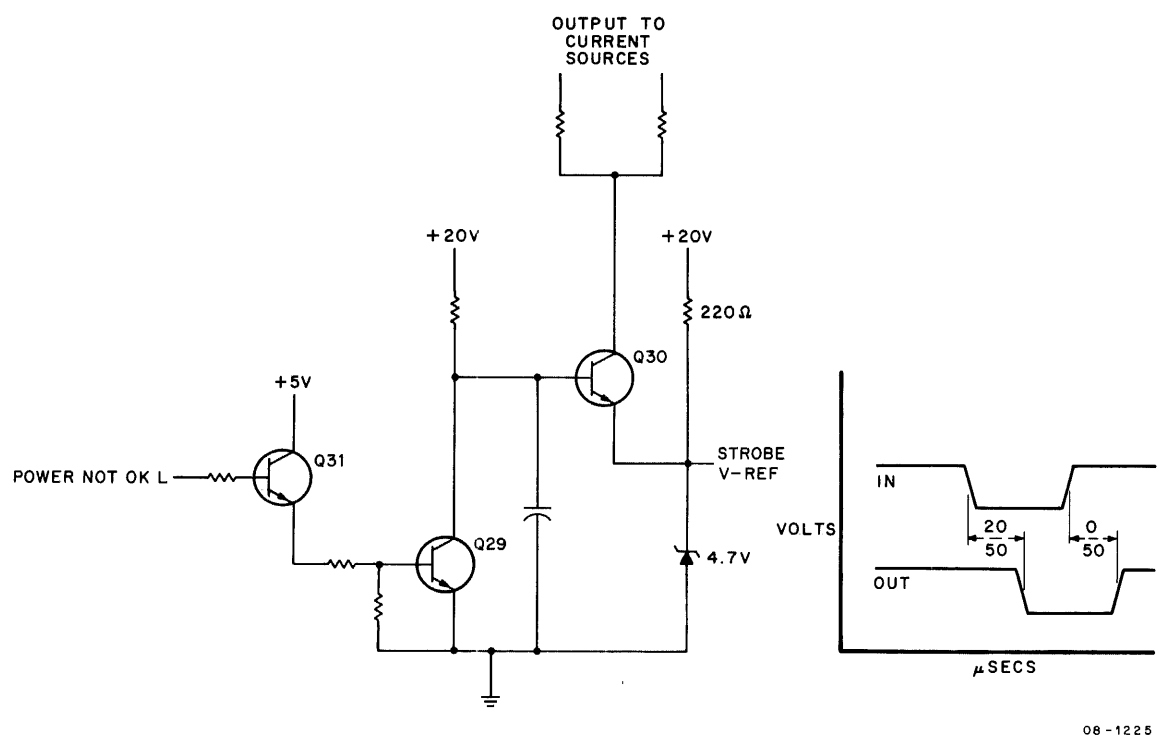 OUTPUT TO
CURRENT
SOURCES
+20V
+20V
220Ω
Q30
+5V
Q31
POWER NOT OK L
STROBE
V-REF
Q29
4.7V
VOLTS
IN
20
50
0
50
OUT
μSECS
08-1225